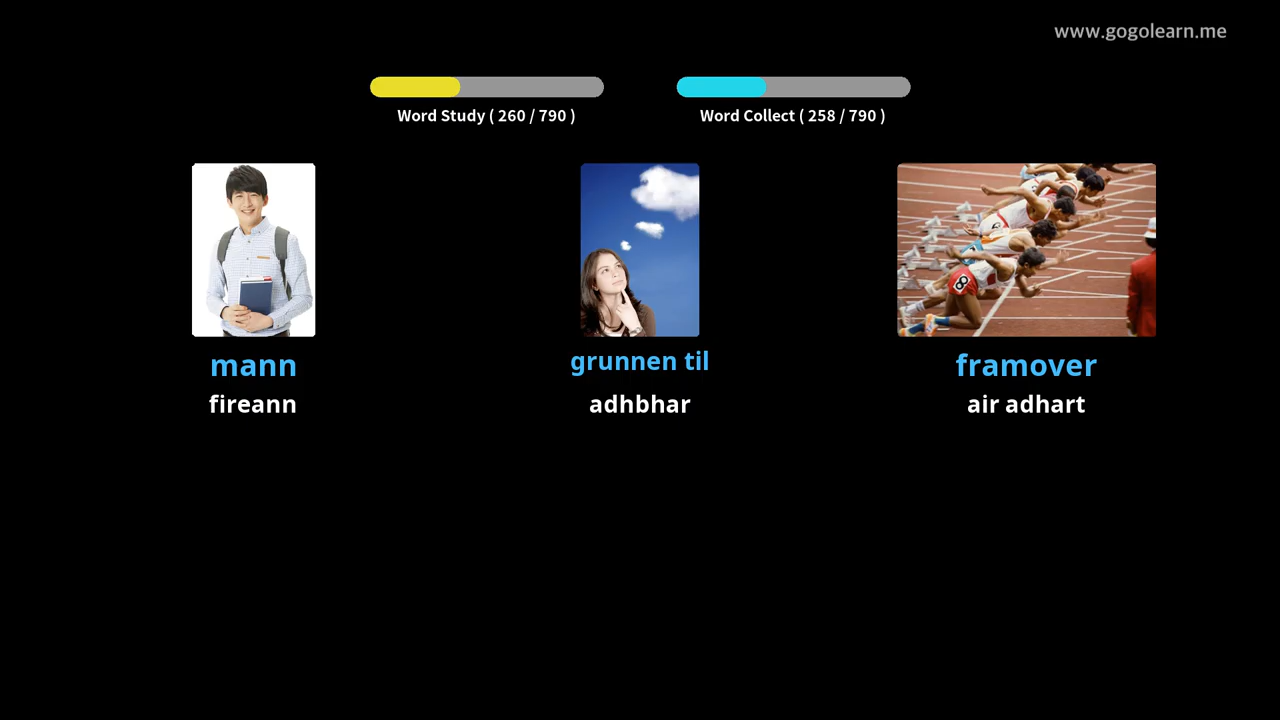 www.gogolearn.me
Word Study ( 260 / 790 )
Word Collect ( 258 / 790 )
8
mann
grunnen til
framover
fireann
adhbhar
air adhart